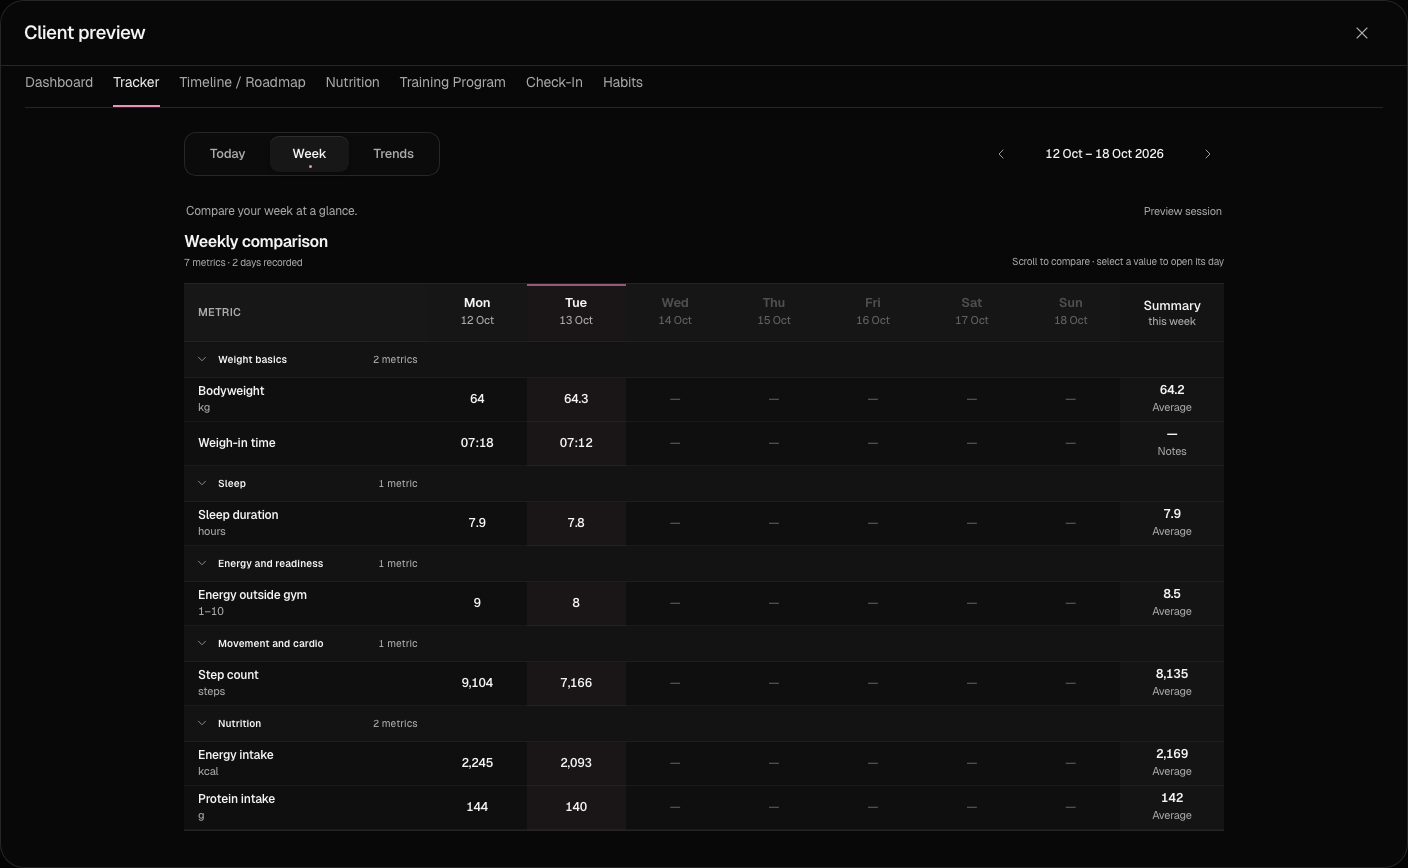 Client preview
Dashboard Tracker Timeline / Roadmap Nutrition Training Program Check-In Habits
Today Week Trends 12 Oct – 18 Oct 2026
Compare your week at a glance. Preview session
Weekly comparison
7 metrics · 2 days recorded Scroll to compare · select a value to open its day
METRIC Mon 12 Oct Tue 13 Oct Wed 14 Oct Thu 15 Oct Fri 16 Oct Sat 17 Oct Sun 18 Oct Summary this week
Weight basics 2 metrics
Bodyweight kg 64 64.3 — — — — — 64.2 Average
Weigh-in time 07:18 07:12 — — — — — — Notes
Sleep 1 metric
Sleep duration hours 7.9 7.8 — — — — — 7.9 Average
Energy and readiness 1 metric
Energy outside gym 1–10 9 8 — — — — — 8.5 Average
Movement and cardio 1 metric
Step count steps 9,104 7,166 — — — — — 8,135 Average
Nutrition 2 metrics
Energy intake kcal 2,245 2,093 — — — — — 2,169 Average
Protein intake g 144 140 — — — — — 142 Average